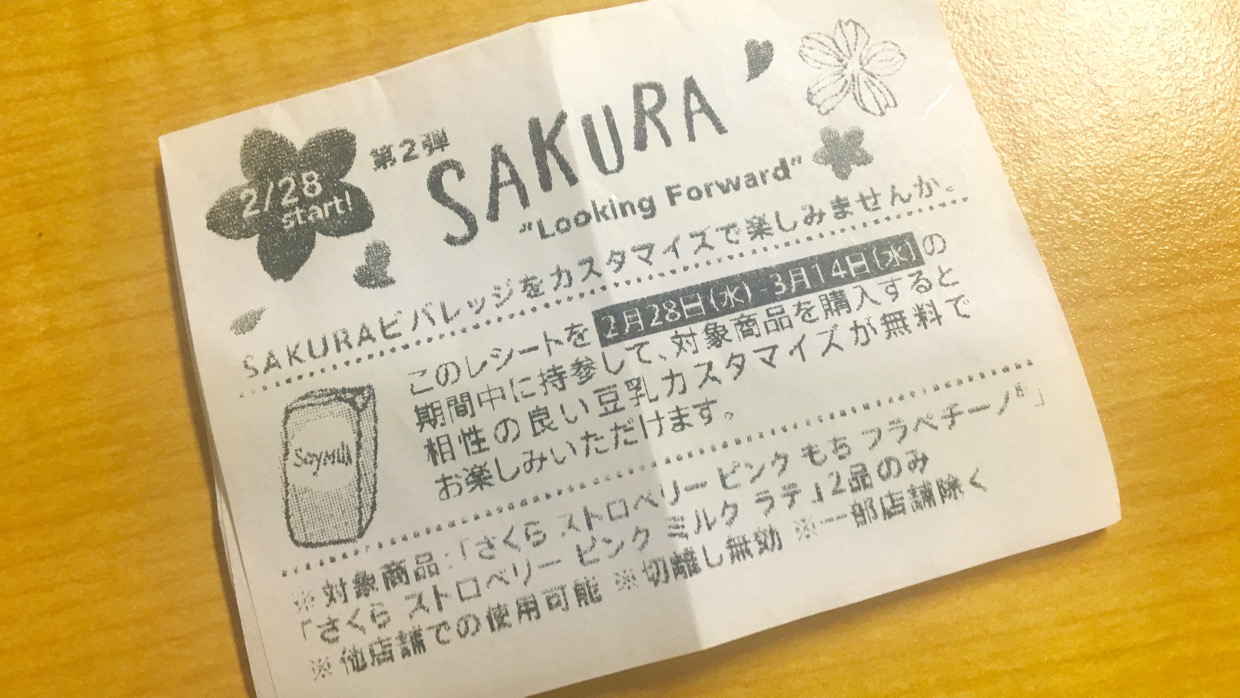 2/28
start!
第2弾
SAKURA
"Looking Forward"
SAKURAビバレッジをカスタマイズで楽しみませんか。
このレシートを2月28日(水)-3月14日(水)の
期間中に持参して、対象商品を購入すると
相性の良い豆乳カスタマイズが無料で
お楽しみいただけます。
Soymilk
※対象商品:「さくら ストロベリー ピンク もち フラペチーノ®」
「さくら ストロベリー ピンク ミルク ラテ」2品のみ
※他店舗での使用可能 ※切離し無効 ※一部店舗除く